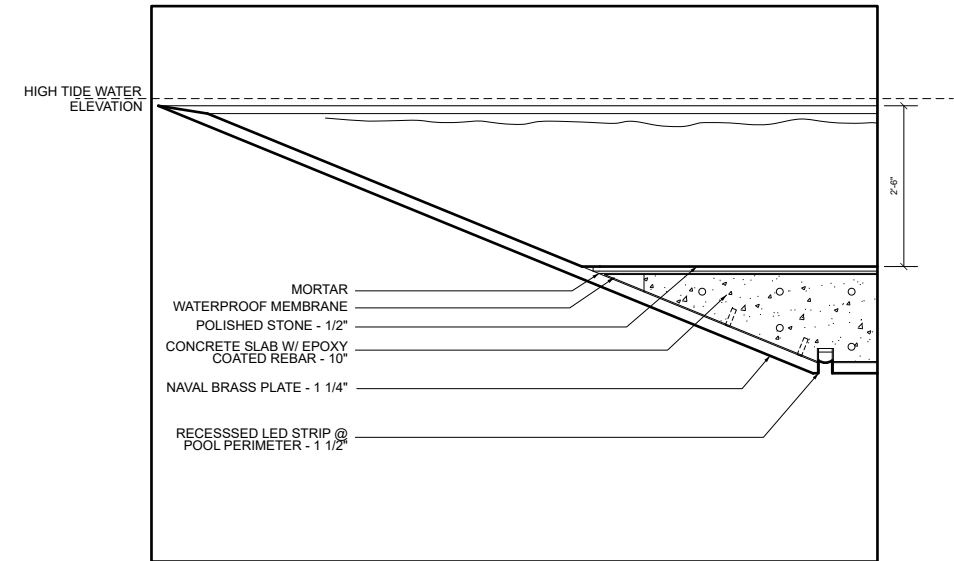 HIGH TIDE WATER
ELEVATION
2'-6"
MORTAR
WATERPROOF MEMBRANE
POLISHED STONE - 1/2"
CONCRETE SLAB W/ EPOXY
COATED REBAR - 10"
NAVAL BRASS PLATE - 1 1/4"
RECESSSED LED STRIP @
POOL PERIMETER - 1 1/2"